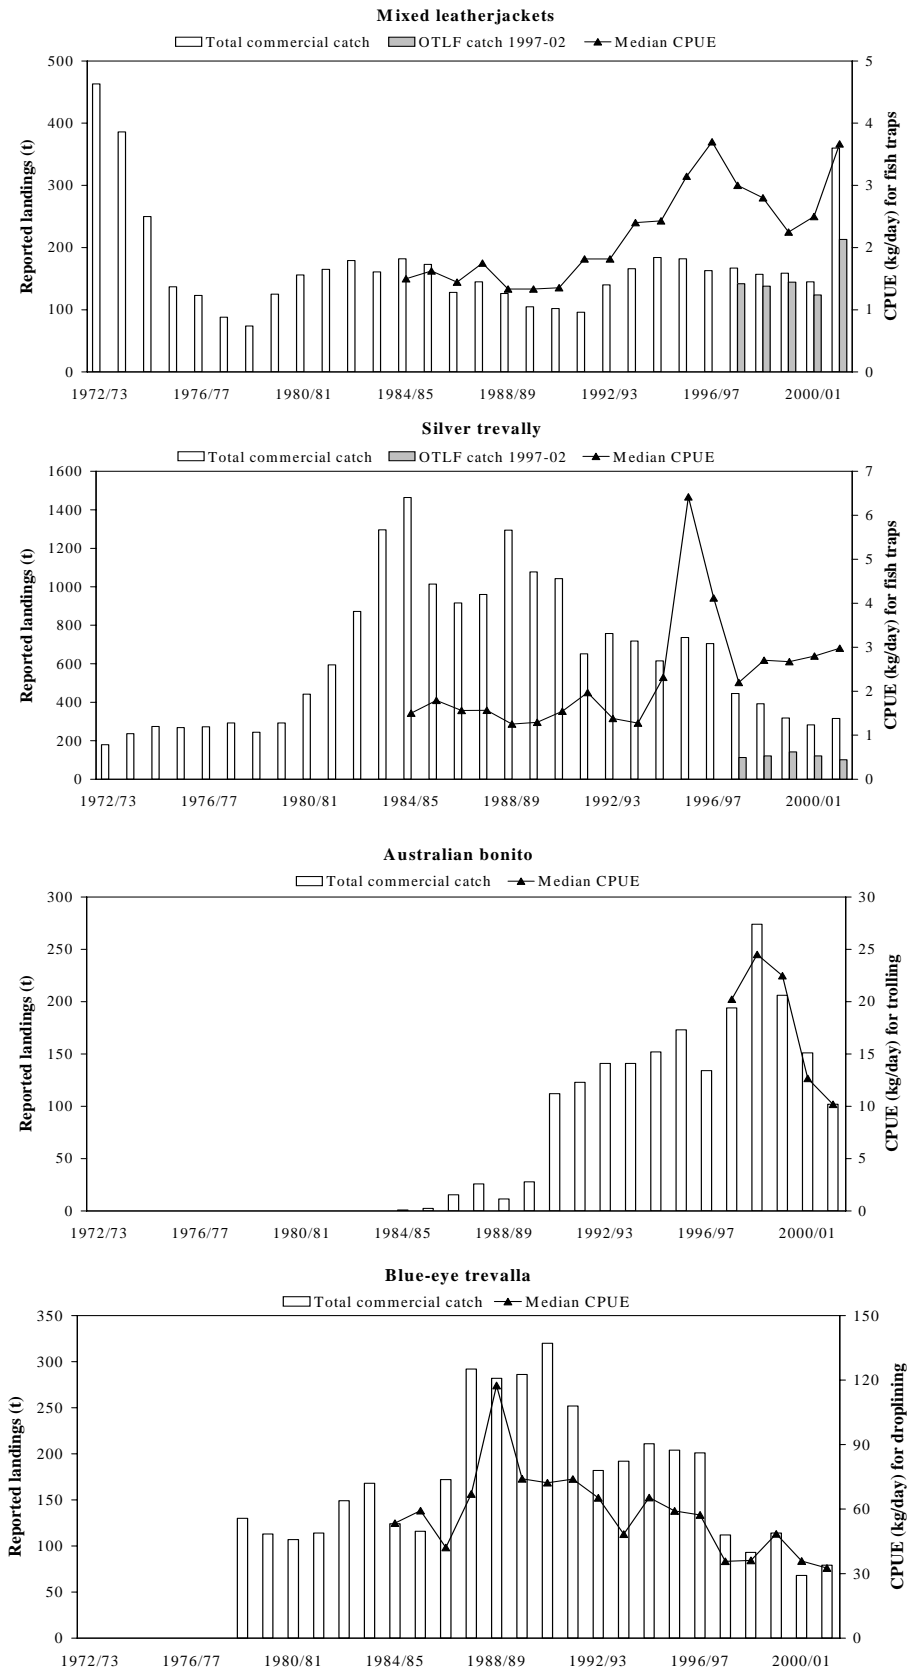 Mixed leatherjackets
Total commercial catch OTLF catch 1997-02 Median CPUE
Reported landings (t)
500
400
300
200
100
0
5
4
3
2
1
0
CPUE (kg/day) for fish traps
1972/73 1976/77 1980/81 1984/85 1988/89 1992/93 1996/97 2000/01
Silver trevally
Total commercial catch OTLF catch 1997-02 Median CPUE
Reported landings (t)
1600
1400
1200
1000
800
600
400
200
0
7
6
5
4
3
2
1
0
CPUE (kg/day) for fish traps
1972/73 1976/77 1980/81 1984/85 1988/89 1992/93 1996/97 2000/01
Australian bonito
Total commercial catch Median CPUE
Reported landings (t)
300
250
200
150
100
50
0
30
25
20
15
10
5
0
CPUE (kg/day) for trolling
1972/73 1976/77 1980/81 1984/85 1988/89 1992/93 1996/97 2000/01
Blue-eye trevalla
Total commercial catch Median CPUE
Reported landings (t)
350
300
250
200
150
100
50
0
150
120
90
60
30
0
CPUE (kg/day) for droplining
1972/73 1976/77 1980/81 1984/85 1988/89 1992/93 1996/97 2000/01